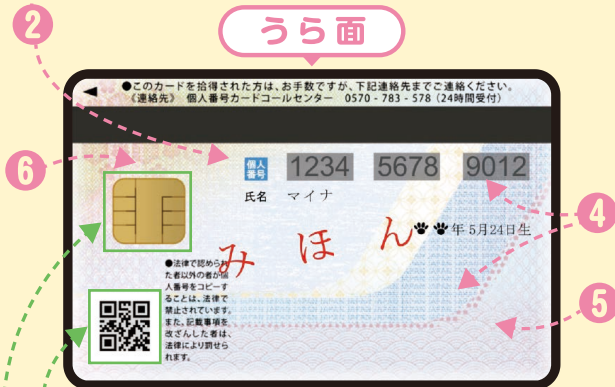 ❷
うら面
●このカードを拾得された方は、お手数ですが、下記連絡先までご連絡ください。
《連絡先》 個人番号カードコールセンター 0570-783-578(24時間受付)
❻
個人番号 1234 5678 9012
氏名 マイナ
❹
年 5月24日生
みほん
●法律で認められ
た者以外の者が個
人番号をコピーす
ることは、法律で
禁止されています。
また、記載事項を
改ざんした者は、
法律により罰せら
れます。
❺